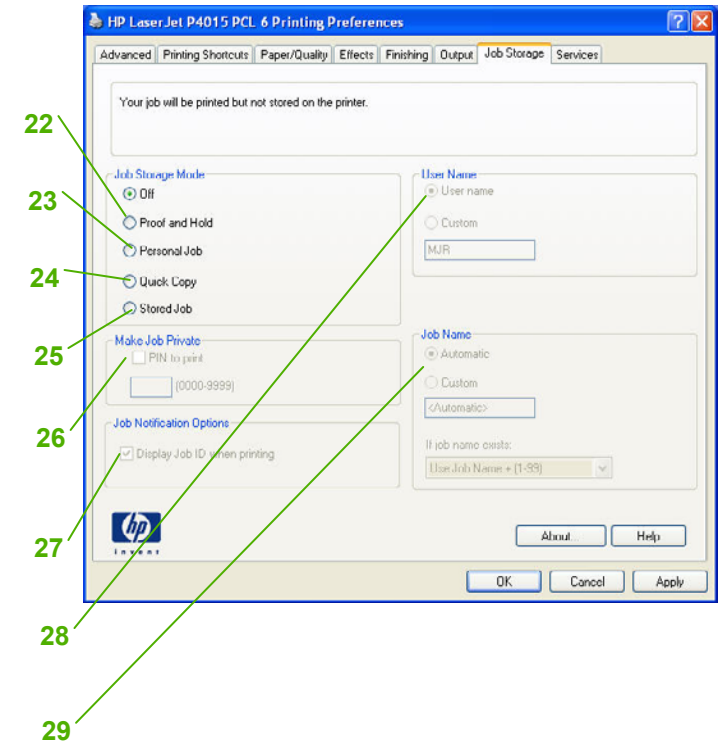 HP LaserJet P4015 PCL 6 Printing Preferences
Advanced Printing Shortcuts Paper/Quality Effects Finishing Output Job Storage Services
Your job will be printed but not stored on the printer.
22
23
24
25
26
27
28
29
Job Storage Mode
Off
Proof and Hold
Personal Job
Quick Copy
Stored Job
User Name
User name
Custom
MJR
Make Job Private
PIN to print
(0000-9999)
Job Name
Automatic
Custom
<Automatic>
If job name exists:
Use Job Name + (1-99)
Job Notification Options
Display Job ID when printing
hp
invent
About...
Help
OK
Cancel
Apply